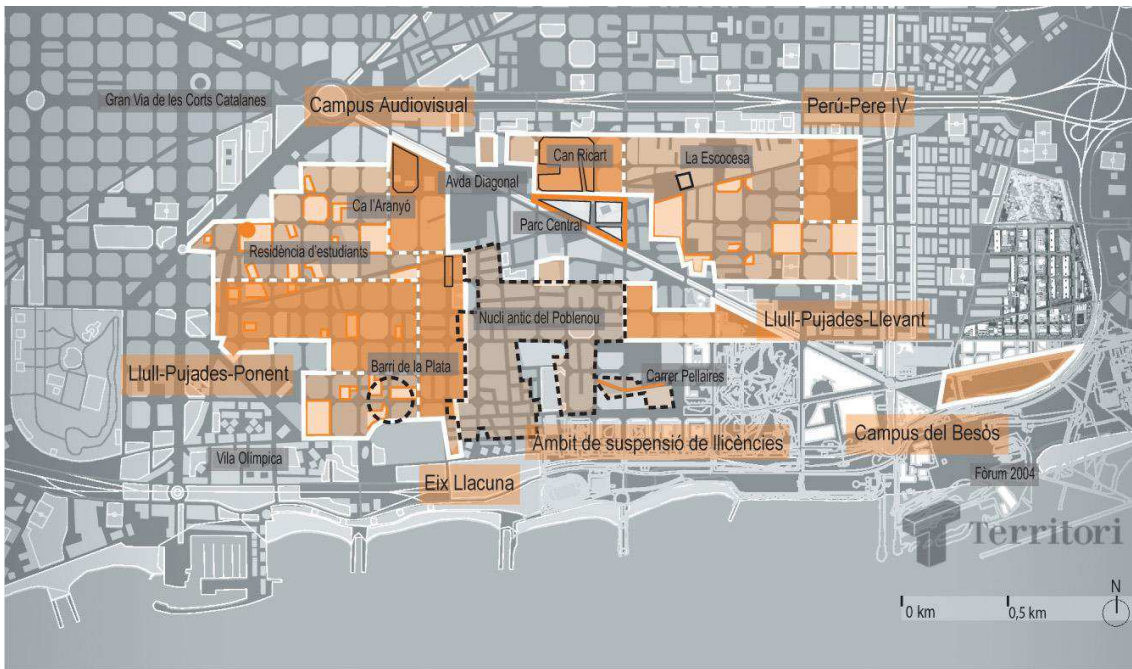 Gran Via de les Corts Catalanes
Campus Audiovisual
Perú-Pere IV
Can Ricart
La Escocesa
Avda Diagonal
Ca l'Aranyó
Parc Central
Residència d'estudiants
Nucli antic del Poblenou
Llull-Pujades-Llevant
Llull-Pujades-Ponent
Barri de la Plata
Carrer Pellaires
Àmbit de suspensió de llicències
Campus del Besòs
Vila Olímpica
Fòrum 2004
Eix Llacuna
Territori
N
0 km
0,5 km